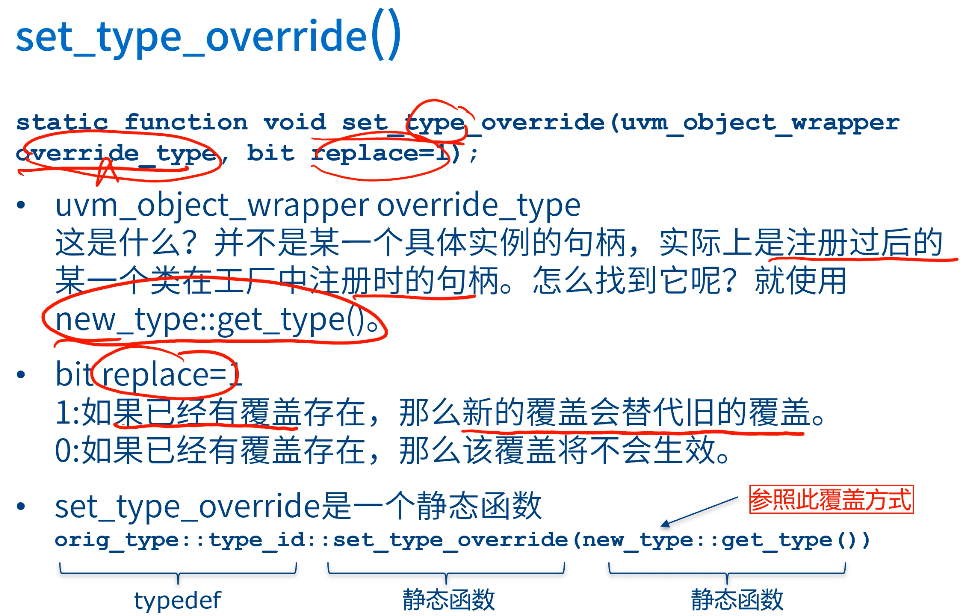 set_type_override()
static function void set_type_override(uvm_object_wrapper
override_type, bit replace=1);
• uvm_object_wrapper override_type
这是什么？并不是某一个具体实例的句柄，实际上是注册过后的
某一个类在工厂中注册时的句柄。怎么找到它呢？就使用
new_type::get_type()。
• bit replace=1
1:如果已经有覆盖存在，那么新的覆盖会替代旧的覆盖。
0:如果已经有覆盖存在，那么该覆盖将不会生效。
• set_type_override是一个静态函数
参照此覆盖方式
orig_type::type_id::set_type_override(new_type::get_type())
typedef 静态函数 静态函数